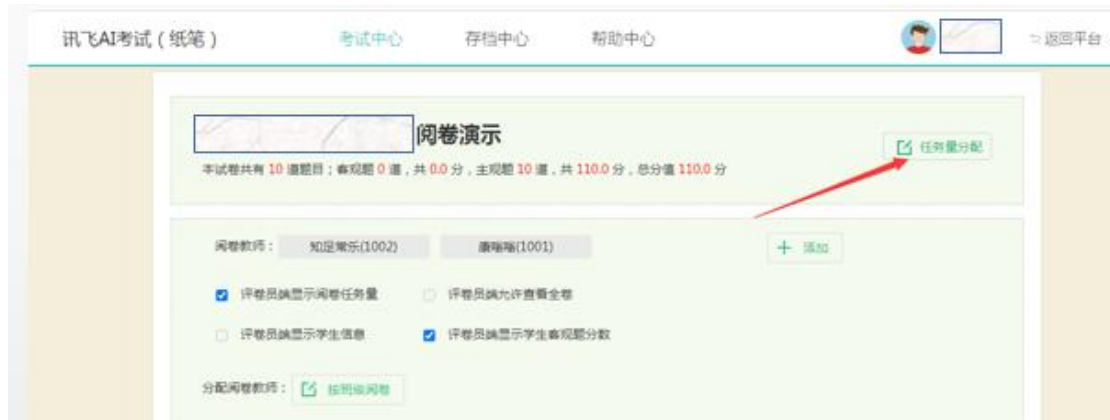 讯飞AI考试（纸笔） 考试中心 存档中心 帮助中心 返回平台
阅卷演示
任务量分配
本试卷共有 10 道题目；客观题 0 道，共 0.0 分，主观题 10 道，共 110.0 分，总分值 110.0 分
阅卷教师： 知足常乐(1002) (1001) 添加
评卷员端显示阅卷任务量 评卷员端允许查看全卷
评卷员端显示学生信息 评卷员端显示学生客观题分数
分配阅卷教师： 按班级阅卷